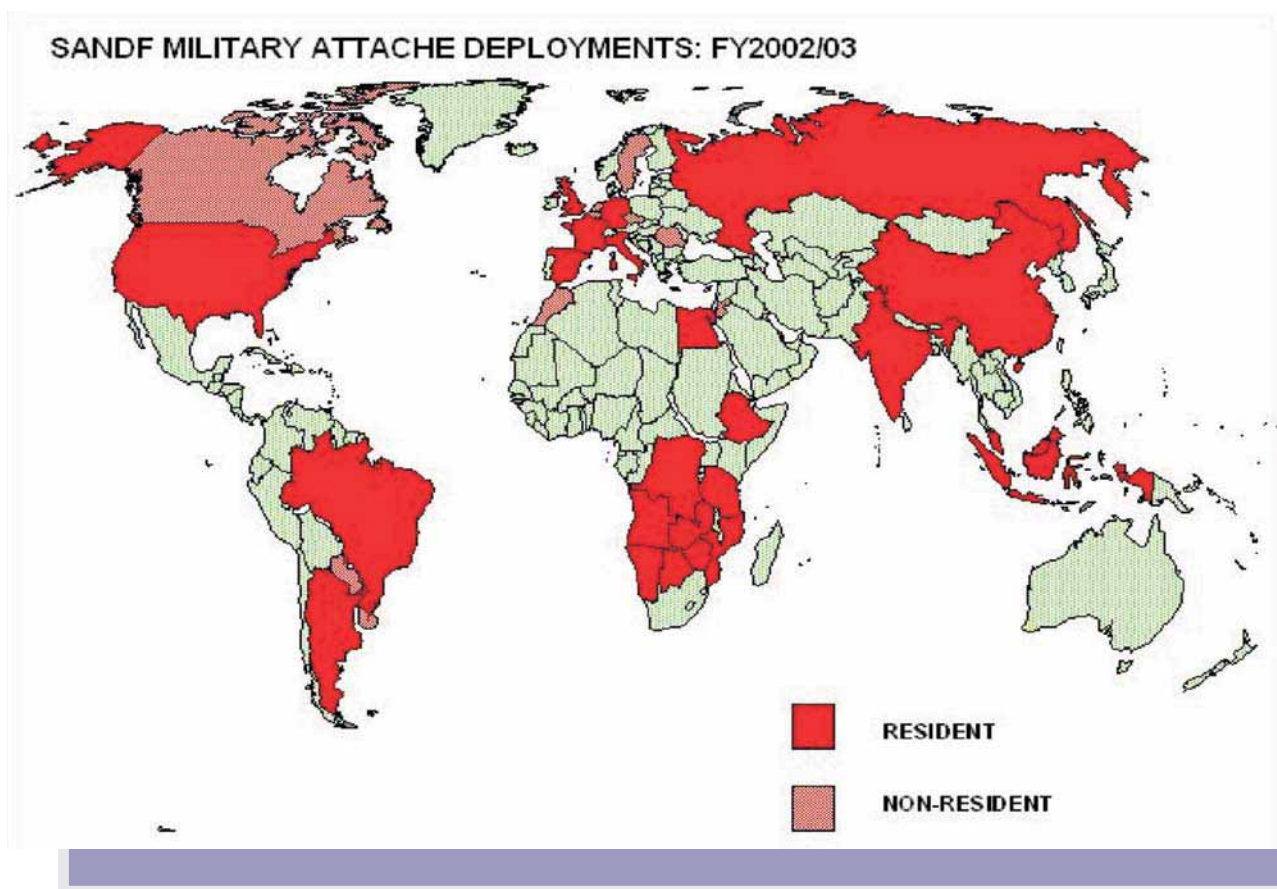 SANDF MILITARY ATTACHE DEPLOYMENTS: FY2002/03
RESIDENT
NON-RESIDENT